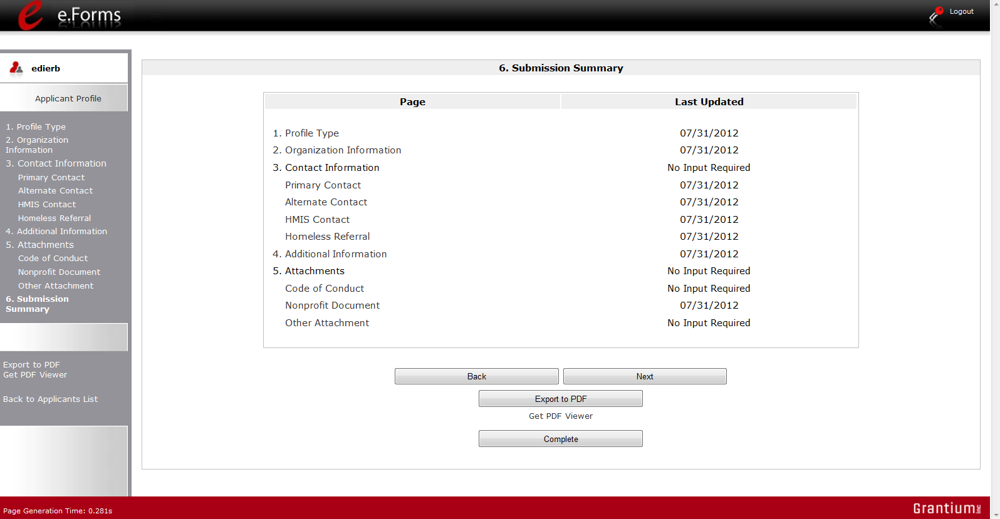 e e.Forms
Logout
edierb
Applicant Profile
1. Profile Type
2. Organization
Information
3. Contact Information
Primary Contact
Alternate Contact
HMIS Contact
Homeless Referral
4. Additional Information
5. Attachments
Code of Conduct
Nonprofit Document
Other Attachment
6. Submission
Summary
Export to PDF
Get PDF Viewer
Back to Applicants List
6. Submission Summary
Page Last Updated
1. Profile Type 07/31/2012
2. Organization Information 07/31/2012
3. Contact Information No Input Required
Primary Contact 07/31/2012
Alternate Contact 07/31/2012
HMIS Contact 07/31/2012
Homeless Referral 07/31/2012
4. Additional Information 07/31/2012
5. Attachments No Input Required
Code of Conduct No Input Required
Nonprofit Document 07/31/2012
Other Attachment No Input Required
Back Next
Export to PDF
Get PDF Viewer
Complete
Page Generation Time: 0.281s
Grantium inc